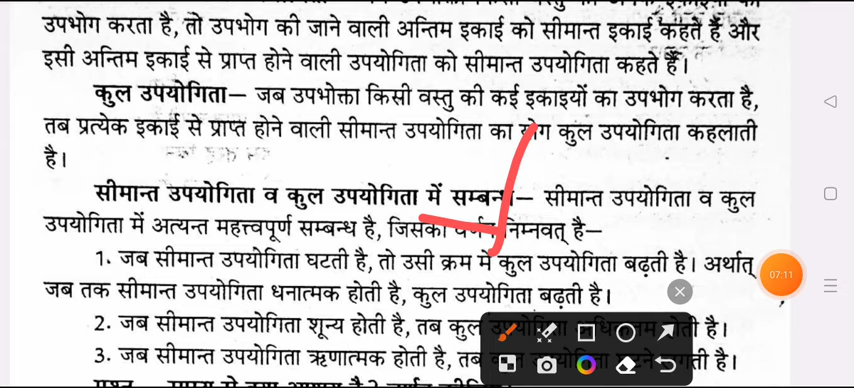 उपभोग करता है, तो उपभोग की जाने वाली अन्तिम इकाई को सीमान्त इकाई कहते हैं और
इसी अन्तिम इकाई से प्राप्त होने वाली उपयोगिता को सीमान्त उपयोगिता कहते हैं।
कुल उपयोगिता– जब उपभोक्ता किसी वस्तु की कई इकाइयों का उपभोग करता है,
तब प्रत्येक इकाई से प्राप्त होने वाली सीमान्त उपयोगिता का योग कुल उपयोगिता कहलाती
है।
सीमान्त उपयोगिता व कुल उपयोगिता में सम्बन्ध– सीमान्त उपयोगिता व कुल
उपयोगिता में अत्यन्त महत्त्वपूर्ण सम्बन्ध है, जिसका वर्णन निम्नवत् है–
1. जब सीमान्त उपयोगिता घटती है, तो उसी क्रम में कुल उपयोगिता बढ़ती है। अर्थात्
जब तक सीमान्त उपयोगिता धनात्मक होती है, कुल उपयोगिता बढ़ती है।
07:11
2. जब सीमान्त उपयोगिता शून्य होती है, तब कुल होती है।
3. जब सीमान्त उपयोगिता ऋणात्मक होती है, तब लगती है।